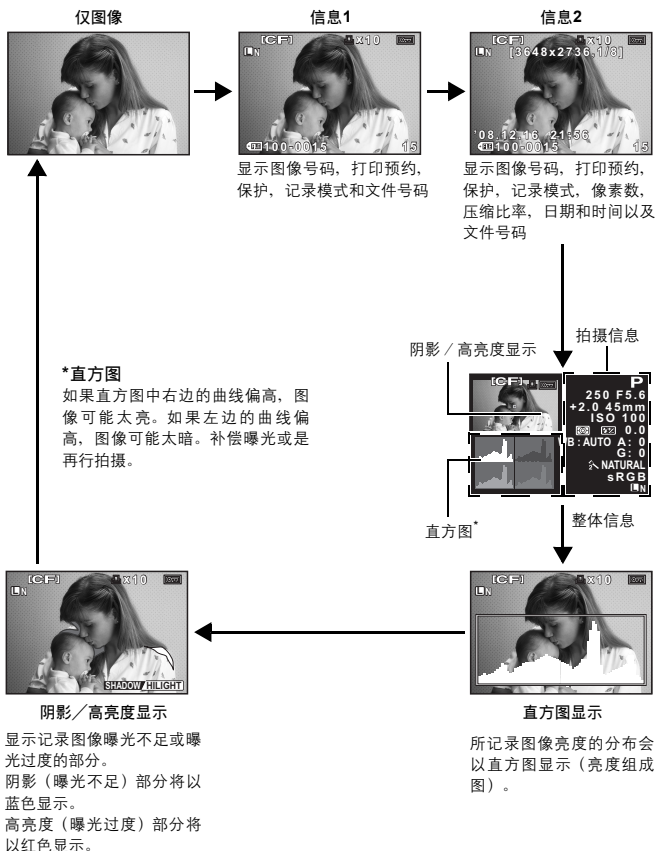 仅图像
信息1
[CF] x10
LN
100-0015 15
显示图像号码，打印预约，
保护，记录模式和文件号码
信息2
[CF] x10
LN [3648x2736,1/8]
'08.12.16 21:56
100-0015 15
显示图像号码，打印预约，
保护，记录模式，像素数，
压缩比率，日期和时间以及
文件号码
*直方图
如果直方图中右边的曲线偏高，图
像可能太亮。如果左边的曲线偏
高，图像可能太暗。补偿曝光或是
再行拍摄。
阴影／高亮度显示
拍摄信息
[CF]
P
250 F5.6
+2.0 45mm
ISO 100
0.0
WB:AUTO A: 0
G: 0
NATURAL
sRGB
LN
直方图*
整体信息
[CF] x10
LN
SHADOW HILIGHT
阴影／高亮度显示
显示记录图像曝光不足或曝
光过度的部分。
阴影（曝光不足）部分将以
蓝色显示。
高亮度（曝光过度）部分将
以红色显示。
[CF] x10
LN
直方图显示
所记录图像亮度的分布会
以直方图显示（亮度组成
图）。